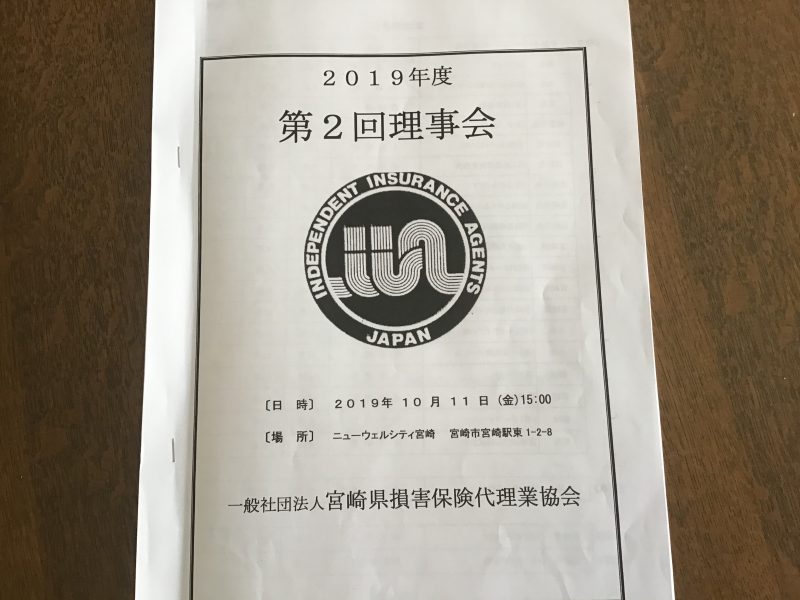 ２０１９年度
第２回理事会
INDEPENDENT INSURANCE AGENTS
JAPAN
〔日　時〕　２０１９年 １０ 月 １１ 日 (金)15:00
〔場　所〕　ニューウェルシティ宮崎　宮崎市宮崎駅東 1-2-8
一般社団法人宮崎県損害保険代理業協会